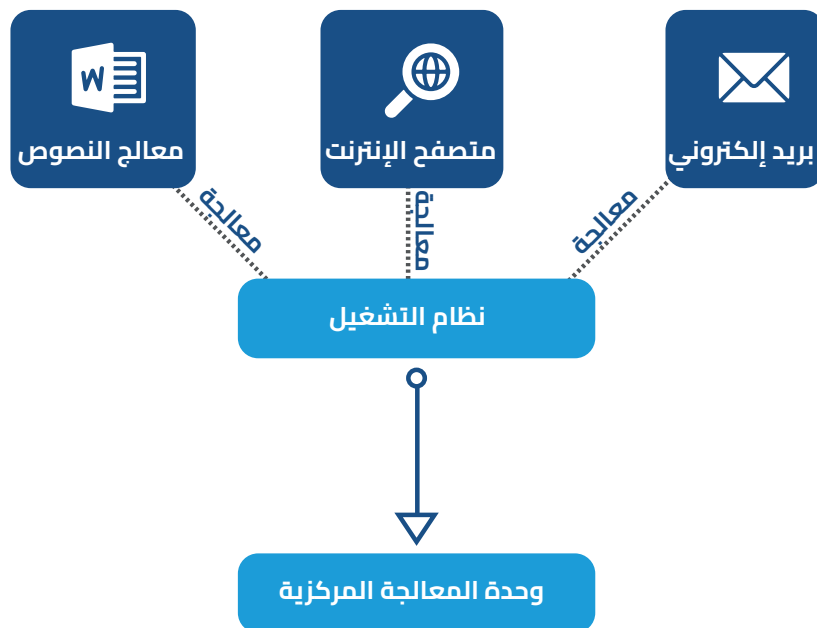 بريد إلكتروني
متصفح الإنترنت
W
معالج النصوص
معالجة
معالجة
معالجة
نظام التشغيل
وحدة المعالجة المركزية